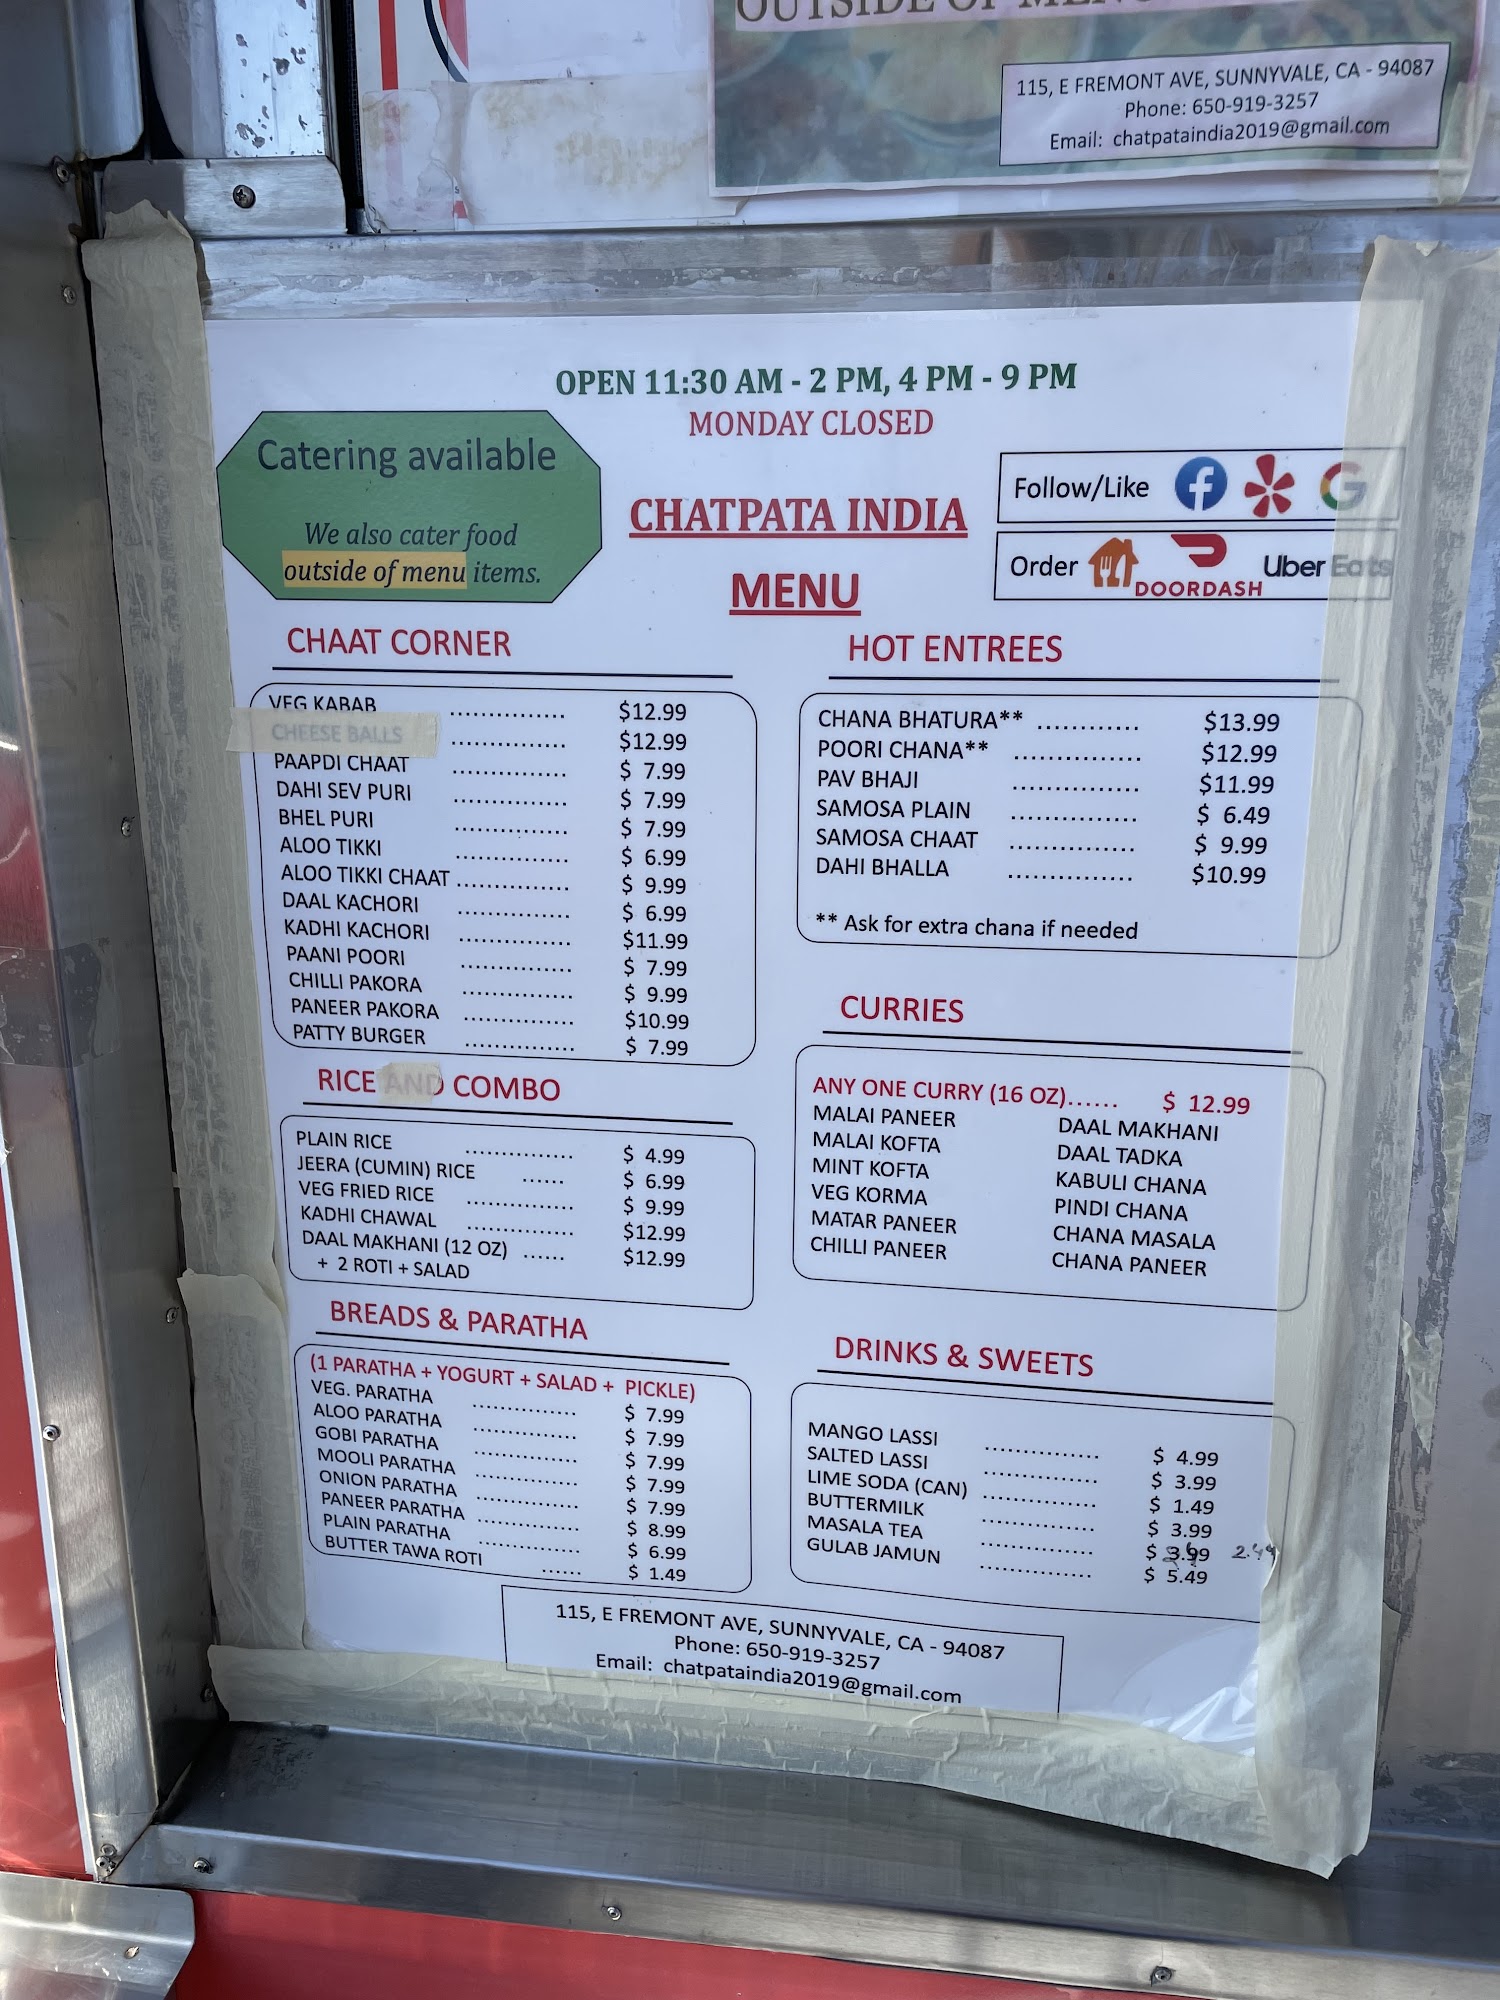 115, E FREMONT AVE, SUNNYVALE, CA - 94087
Phone: 650-919-3257
Email: chatpataindia2019@gmail.com
OPEN 11:30 AM - 2 PM, 4 PM - 9 PM
MONDAY CLOSED
Catering available
We also cater food
outside of menu items.
CHATPATA INDIA
MENU
Follow/Like
Order DOORDASH Uber Eats
CHAAT CORNER
VEG KABAB ............... $12.99
CHEESE BALLS ............... $12.99
PAAPDI CHAAT ............... $ 7.99
DAHI SEV PURI ............... $ 7.99
BHEL PURI ............... $ 7.99
ALOO TIKKI ............... $ 6.99
ALOO TIKKI CHAAT ............... $ 9.99
DAAL KACHORI ............... $ 6.99
KADHI KACHORI ............... $11.99
PAANI POORI ............... $ 7.99
CHILLI PAKORA ............... $ 9.99
PANEER PAKORA ............... $10.99
PATTY BURGER ............... $ 7.99
RICE AND COMBO
PLAIN RICE ............... $ 4.99
JEERA (CUMIN) RICE ...... $ 6.99
VEG FRIED RICE ............... $ 9.99
KADHI CHAWAL ............... $12.99
DAAL MAKHANI (12 OZ) ...... $12.99
+ 2 ROTI + SALAD
BREADS & PARATHA
(1 PARATHA + YOGURT + SALAD + PICKLE)
VEG. PARATHA ............... $ 7.99
ALOO PARATHA ............... $ 7.99
GOBI PARATHA ............... $ 7.99
MOOLI PARATHA ............... $ 7.99
ONION PARATHA ............... $ 7.99
PANEER PARATHA ............... $ 8.99
PLAIN PARATHA ............... $ 6.99
BUTTER TAWA ROTI ...... $ 1.49
HOT ENTREES
CHANA BHATURA** ............... $13.99
POORI CHANA** ............... $12.99
PAV BHAJI ............... $11.99
SAMOSA PLAIN ............... $ 6.49
SAMOSA CHAAT ............... $ 9.99
DAHI BHALLA ............... $10.99
** Ask for extra chana if needed
CURRIES
ANY ONE CURRY (16 OZ)...... $ 12.99
MALAI PANEER DAAL MAKHANI
MALAI KOFTA DAAL TADKA
MINT KOFTA KABULI CHANA
VEG KORMA PINDI CHANA
MATAR PANEER CHANA MASALA
CHILLI PANEER CHANA PANEER
DRINKS & SWEETS
MANGO LASSI ............... $ 4.99
SALTED LASSI ............... $ 3.99
LIME SODA (CAN) ............... $ 1.49
BUTTERMILK ............... $ 3.99
MASALA TEA ............... $ 3.99 2.49
GULAB JAMUN ............... $ 5.49
115, E FREMONT AVE, SUNNYVALE, CA - 94087
Phone: 650-919-3257
Email: chatpataindia2019@gmail.com